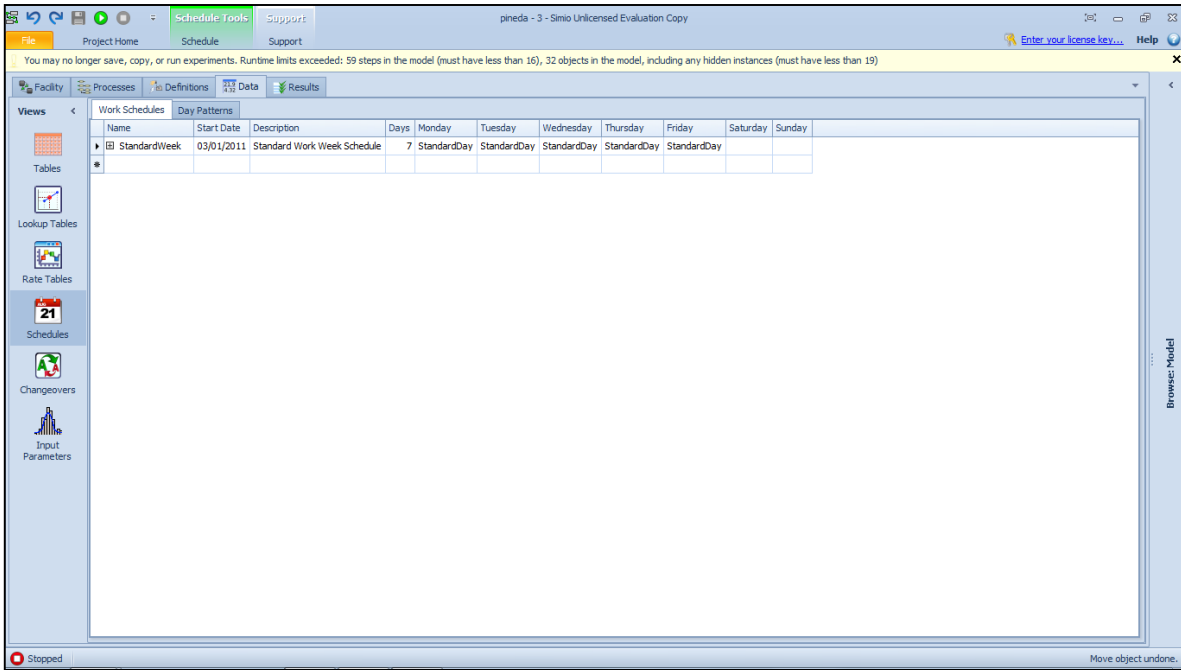 Schedule Tools Support pineda - 3 - Simio Unlicensed Evaluation Copy
File Project Home Schedule Support Enter your license key... Help
You may no longer save, copy, or run experiments. Runtime limits exceeded: 59 steps in the model (must have less than 16), 32 objects in the model, including any hidden instances (must have less than 19)
Facility Processes Definitions Data Results
Views Work Schedules Day Patterns
Name Start Date Description Days Monday Tuesday Wednesday Thursday Friday Saturday Sunday
StandardWeek 03/01/2011 Standard Work Week Schedule 7 StandardDay StandardDay StandardDay StandardDay StandardDay
Tables
Lookup Tables
Rate Tables
21
Schedules
Changeovers
Input
Parameters
Browse: Model
Stopped Move object undone.